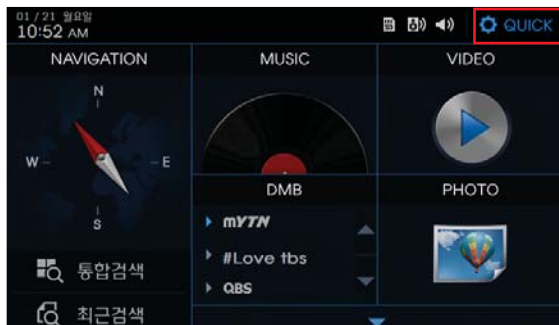 01 / 21 월요일
10:52 AM
QUICK
NAVIGATION
MUSIC
VIDEO
N
W
E
S
DMB
PHOTO
mYTN
#Love tbs
QBS
통합검색
최근검색